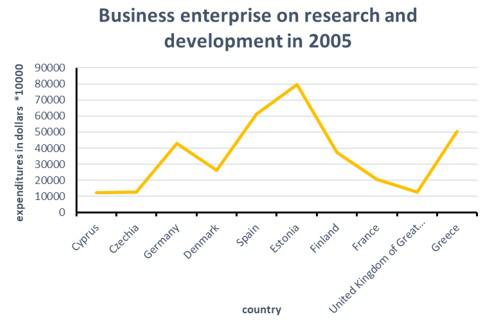 Business enterprise on research and
development in 2005
expenditures in dollars *10000
90000
80000
70000
60000
50000
40000
30000
20000
10000
0
Cyprus
Czechia
Germany
Denmark
Spain
Estonia
Finland
France
United Kingdom of Great…
Greece
country